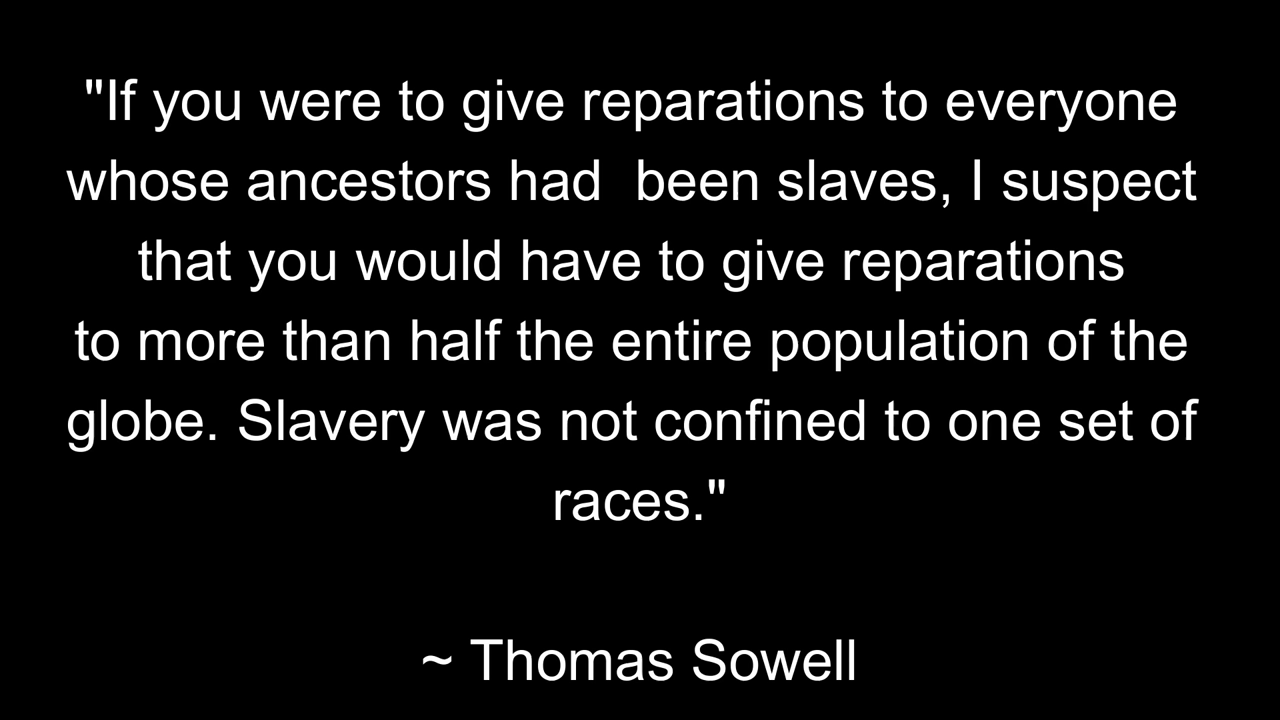 "If you were to give reparations to everyone
whose ancestors had  been slaves, I suspect
that you would have to give reparations
to more than half the entire population of the
globe. Slavery was not confined to one set of
races."
~ Thomas Sowell